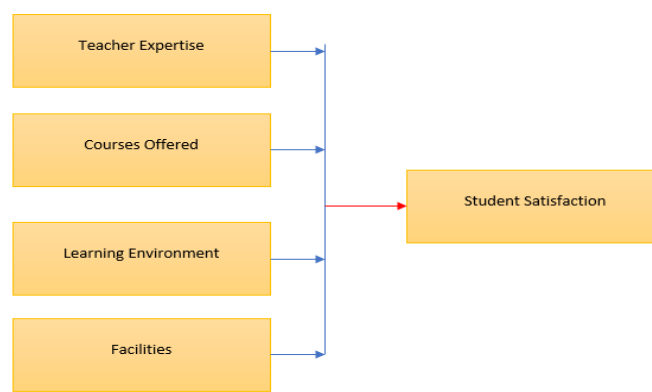 Teacher Expertise
Courses Offered
Student Satisfaction
Learning Environment
Facilities